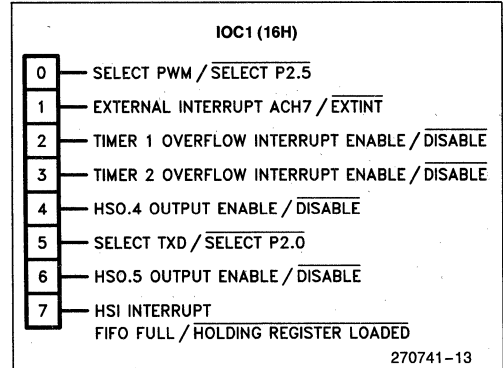 IOC1 (16H)
0 SELECT PWM / SELECT P2.5
1 EXTERNAL INTERRUPT ACH7 / EXTINT
2 TIMER 1 OVERFLOW INTERRUPT ENABLE / DISABLE
3 TIMER 2 OVERFLOW INTERRUPT ENABLE / DISABLE
4 HSO.4 OUTPUT ENABLE / DISABLE
5 SELECT TXD / SELECT P2.0
6 HSO.5 OUTPUT ENABLE / DISABLE
7 HSI INTERRUPT
FIFO FULL / HOLDING REGISTER LOADED
270741-13